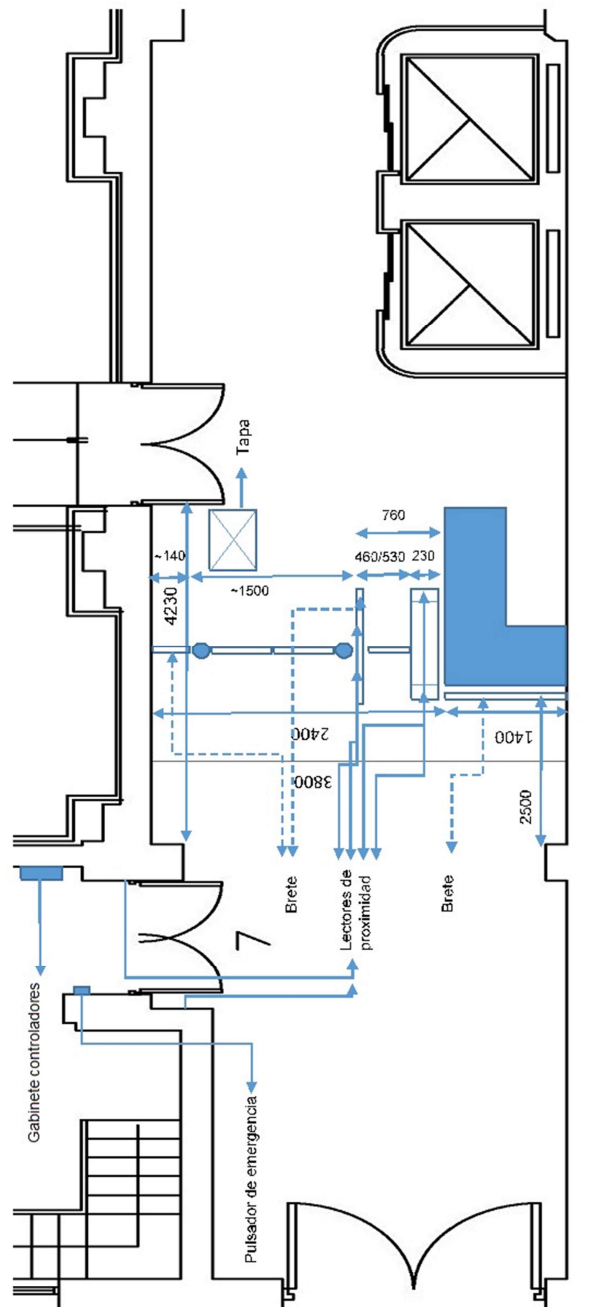 Tapa
760
~140
460/530
230
4230
~1500
2400
1400
3800
2500
Brete
Lectores de
proximidad
Brete
7
Gabinete controladores
Pulsador de emergencia